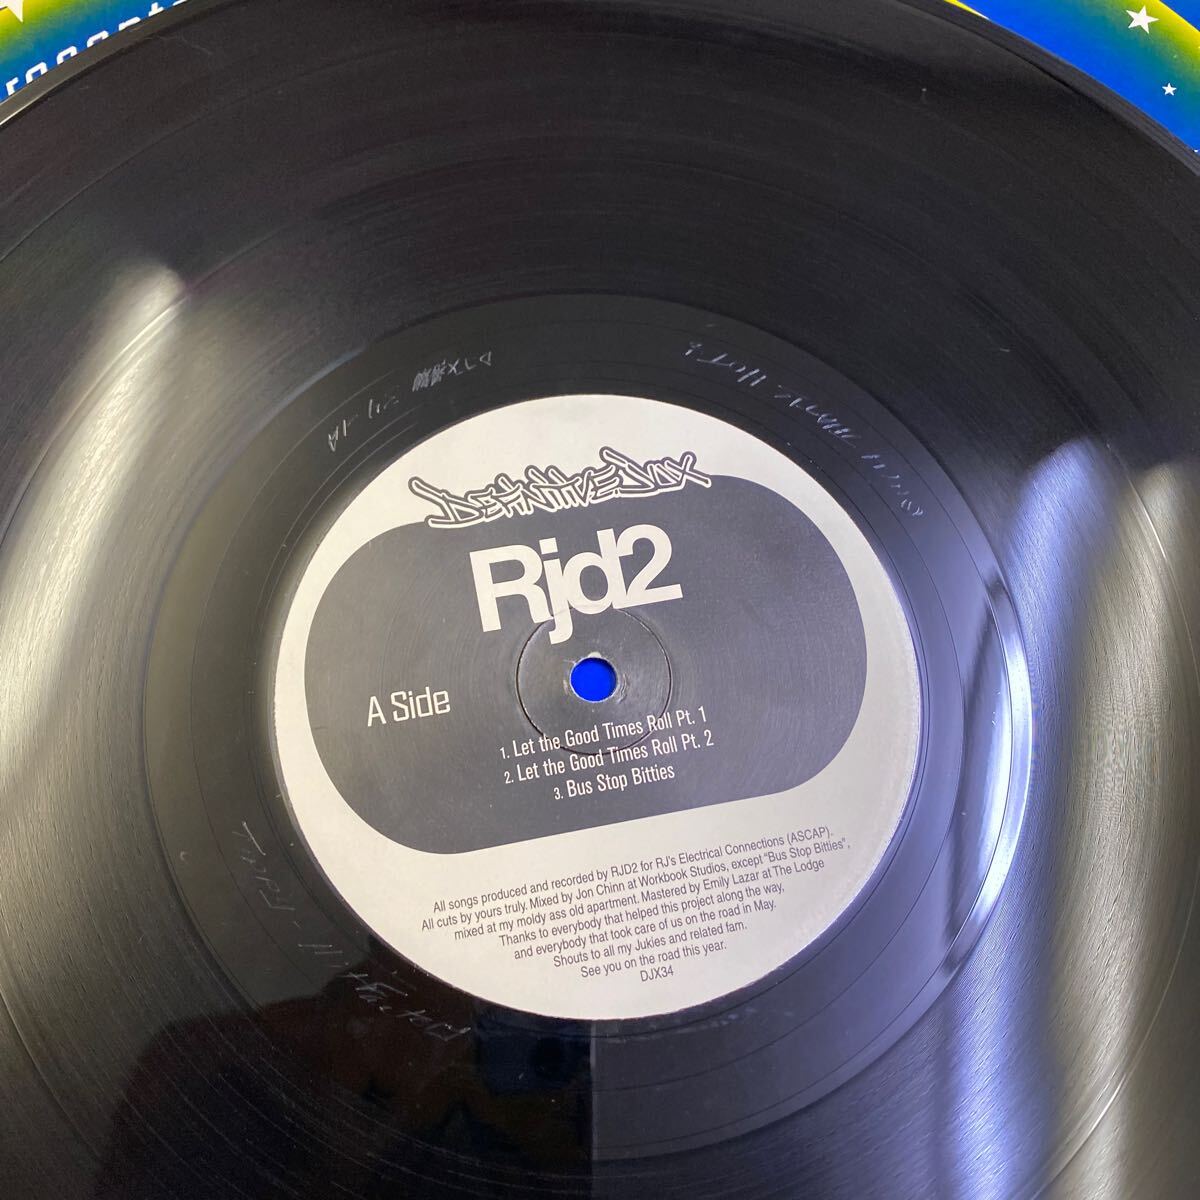 DEFINITIVE JUX
Rjd2
A Side
1. Let the Good Times Roll Pt. 1
2. Let the Good Times Roll Pt. 2
3. Bus Stop Bitties
All songs produced and recorded by RJD2 for RJ's Electrical Connections (ASCAP).
All cuts by yours truly. Mixed by Jon Chinn at Workbook Studios, except "Bus Stop Bitties",
mixed at my moldy ass old apartment. Mastered by Emily Lazar at The Lodge
Thanks to everybody that helped this project along the way,
and everybody that took care of us on the road in May.
Shouts to all my Jukies and related fam.
See you on the road this year.
DJX34